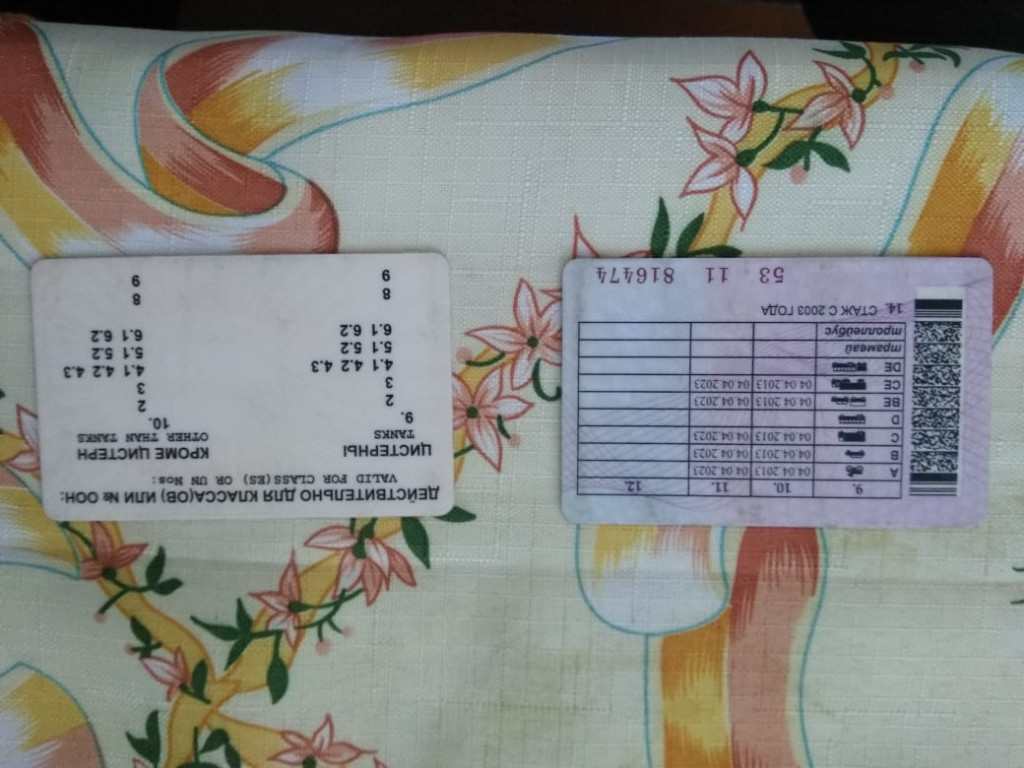 ДЕЙСТВИТЕЛЬНО ДЛЯ КЛАССА(ОВ) ИЛИ № ООН:
VALID FOR CLASS(ES) OR UN Nos:
ЦИСТЕРНЫ КРОМЕ ЦИСТЕРН
TANKS OTHER THAN TANKS
9. 10.
2 2
3 3
4.1 4.2 4.3 4.1 4.2 4.3
5.1 5.2 5.1 5.2
6.1 6.2 6.1 6.2
8 8
9 9
9. 10. 11. 12.
A 04 04 2013 04 04 2023
B 04 04 2013 04 04 2023
C 04 04 2013 04 04 2023
D
BE 04 04 2013 04 04 2023
CE 04 04 2013 04 04 2023
DE
трамвай
троллейбус
14. СТАЖ С 2003 ГОДА
53 11 816474